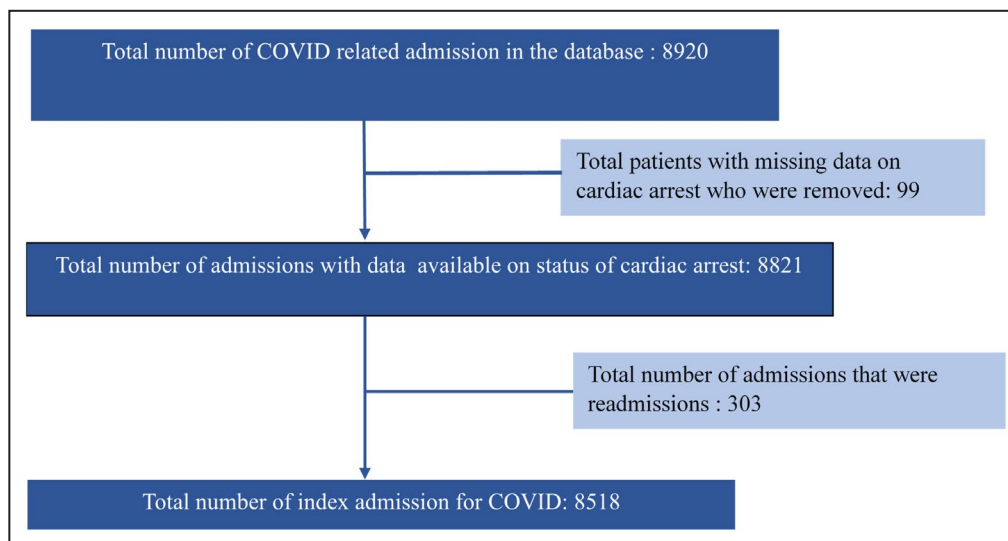 Total number of COVID related admission in the database : 8920
Total patients with missing data on
cardiac arrest who were removed: 99
Total number of admissions with data available on status of cardiac arrest: 8821
Total number of admissions that were
readmissions : 303
Total number of index admission for COVID: 8518